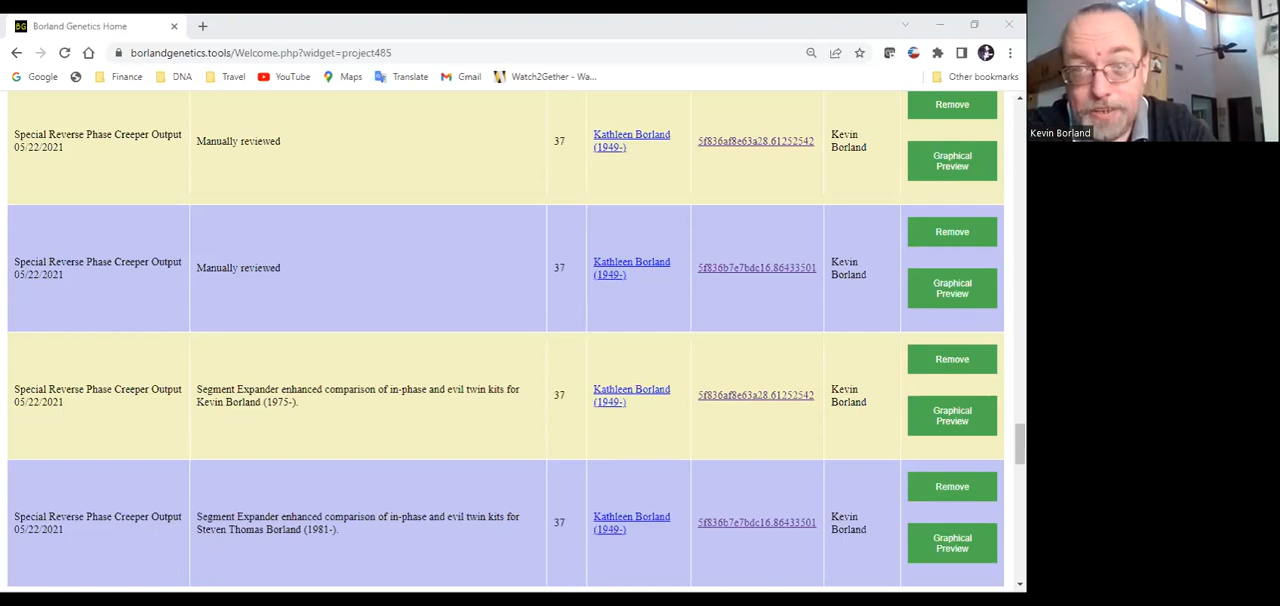 BG Borland Genetics Home
borlandgenetics.tools/Welcome.php?widget=project485
Google Finance DNA Travel YouTube Maps Translate Gmail Watch2Gether - Wa... Other bookmarks
Kevin Borland
Remove
Special Reverse Phase Creeper Output
05/22/2021
Manually reviewed
37
Kathleen Borland
(1949-)
5f836af8e63a28.61252542
Kevin
Borland
Graphical
Preview
Remove
Special Reverse Phase Creeper Output
05/22/2021
Manually reviewed
37
Kathleen Borland
(1949-)
5f836b7e7bdc16.86433501
Kevin
Borland
Graphical
Preview
Remove
Special Reverse Phase Creeper Output
05/22/2021
Segment Expander enhanced comparison of in-phase and evil twin kits for
Kevin Borland (1975-).
37
Kathleen Borland
(1949-)
5f836af8e63a28.61252542
Kevin
Borland
Graphical
Preview
Remove
Special Reverse Phase Creeper Output
05/22/2021
Segment Expander enhanced comparison of in-phase and evil twin kits for
Steven Thomas Borland (1981-).
37
Kathleen Borland
(1949-)
5f836b7e7bdc16.86433501
Kevin
Borland
Graphical
Preview